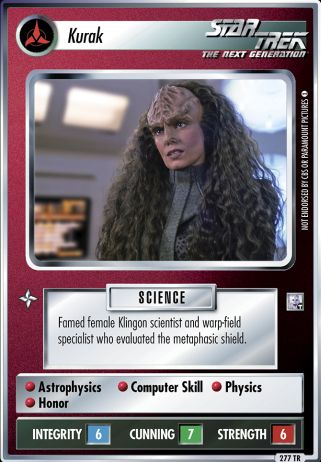 Kurak
STAR TREK
THE NEXT GENERATION
NOT ENDORSED BY CBS OR PARAMOUNT PICTURES
SCIENCE
Famed female Klingon scientist and warp-field
specialist who evaluated the metaphasic shield.
Astrophysics Computer Skill Physics
Honor
INTEGRITY 6 CUNNING 7 STRENGTH 6
277 TR